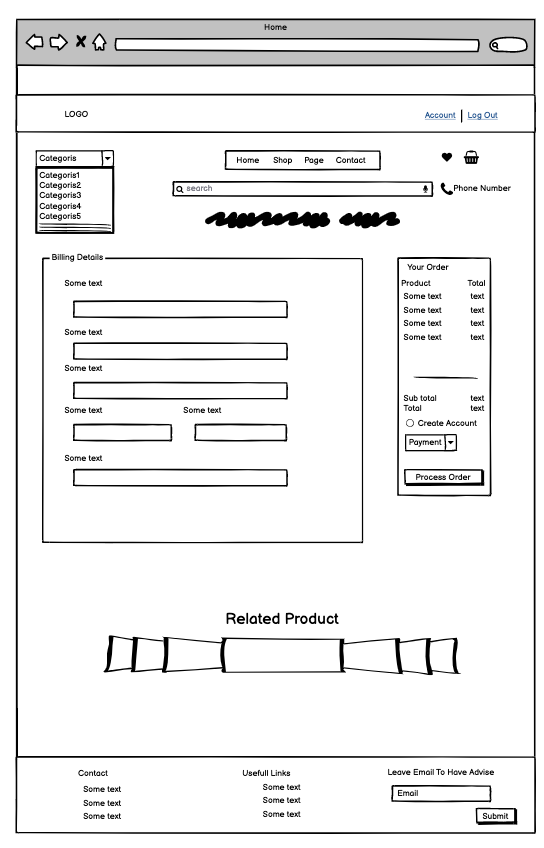 Home
LOGO
Account | Log Out
Categoris
Home Shop Page Contact
Categoris1
Categoris2
Categoris3
Categoris4
Categoris5
search
Phone Number
Billing Details
Some text
Some text
Some text
Some text Some text
Some text
Your Order
Product Total
Some text text
Some text text
Some text text
Some text text
Sub total text
Total text
Create Account
Payment
Process Order
Related Product
Contact
Some text
Some text
Some text
Usefull Links
Some text
Some text
Some text
Leave Email To Have Advise
Email
Submit